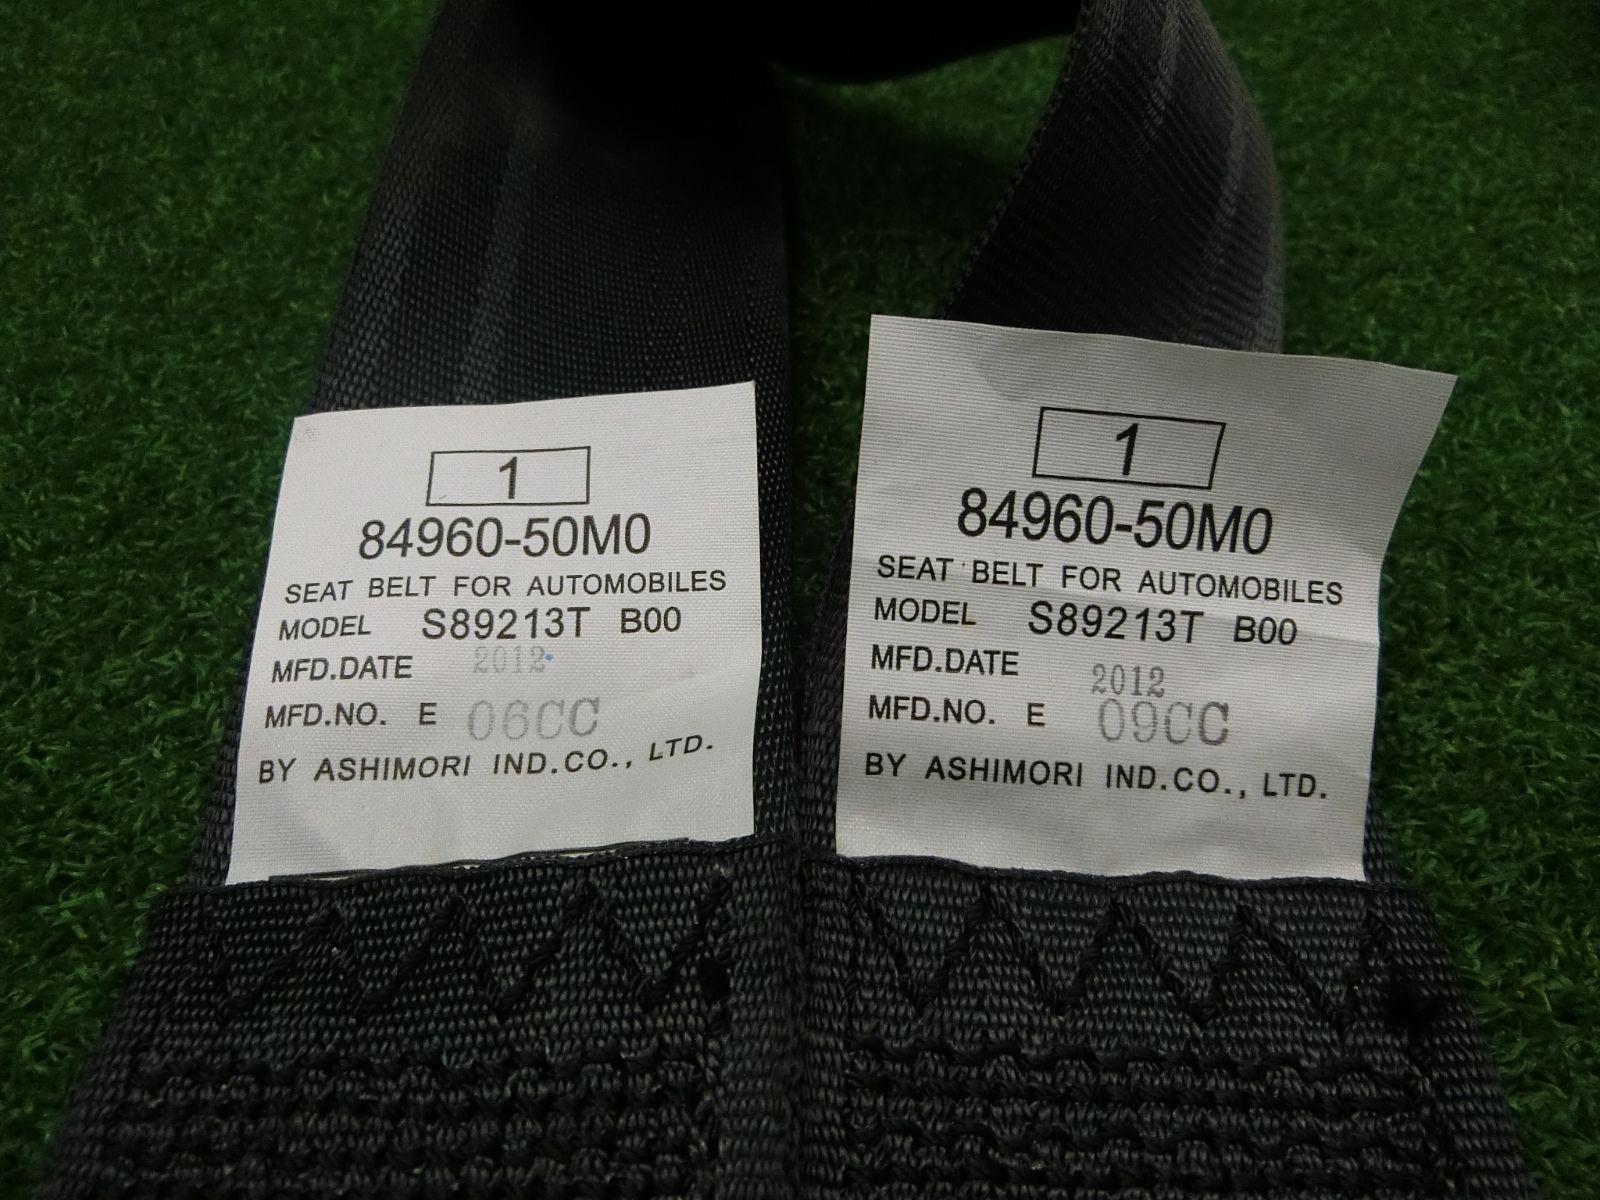 1
84960-50M0
SEAT BELT FOR AUTOMOBILES
MODEL S89213T B00
MFD.DATE 2012
MFD.NO. E 06CC
BY ASHIMORI IND.CO., LTD.
1
84960-50M0
SEAT BELT FOR AUTOMOBILES
MODEL S89213T B00
MFD.DATE 2012
MFD.NO. E 09CC
BY ASHIMORI IND.CO., LTD.